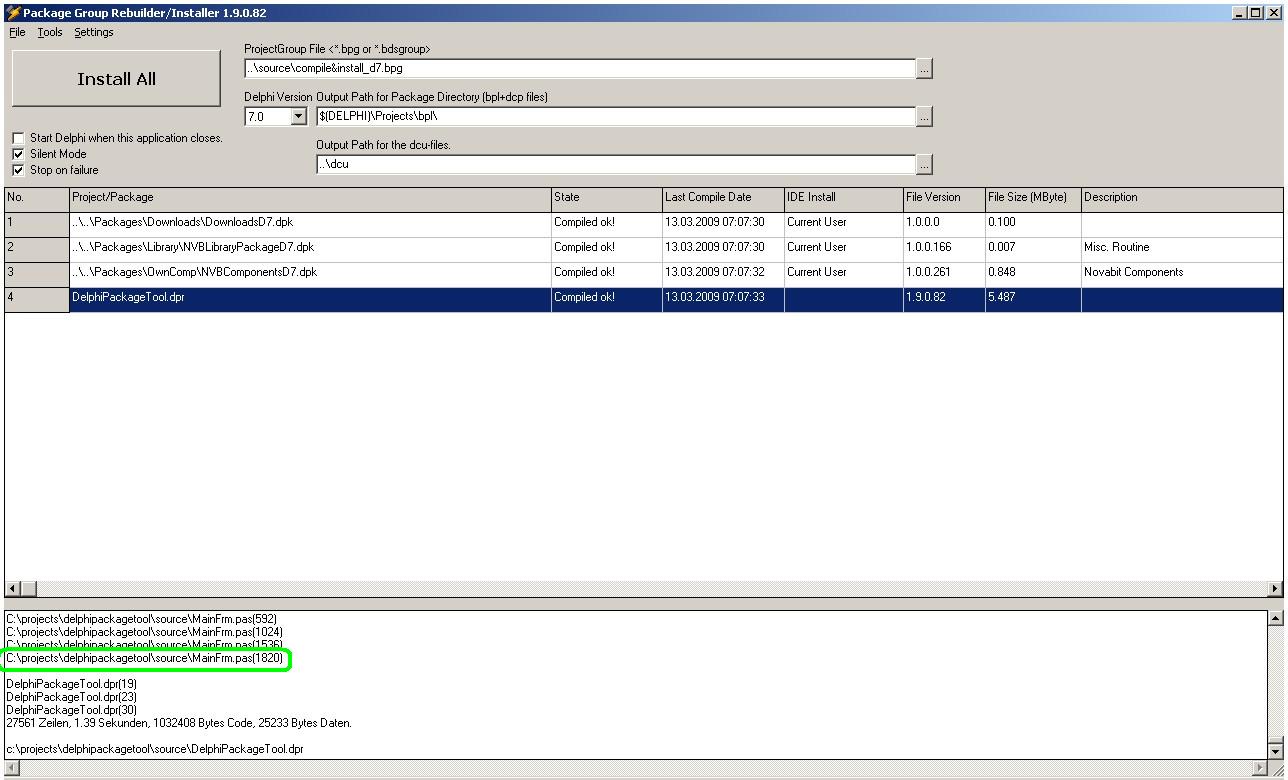 Package Group Rebuilder/Installer 1.9.0.82
File Tools Settings
ProjectGroup File <*.bpg or *.bdsgroup>
Install All
..\source\compile&install_d7.bpg
...
Delphi Version Output Path for Package Directory (bpl+dcp files)
7.0 $(DELPHI)\Projects\bpl\
...
Start Delphi when this application closes.
Output Path for the dcu-files.
Silent Mode
..\dcu
...
Stop on failure
No. Project/Package State Last Compile Date IDE Install File Version File Size (MByte) Description
1 ..\..\Packages\Downloads\DownloadsD7.dpk Compiled ok! 13.03.2009 07:07:30 Current User 1.0.0.0 0.100
2 ..\..\Packages\Library\NVBLibraryPackageD7.dpk Compiled ok! 13.03.2009 07:07:30 Current User 1.0.0.166 0.007 Misc. Routine
3 ..\..\Packages\OwnComp\NVBComponentsD7.dpk Compiled ok! 13.03.2009 07:07:32 Current User 1.0.0.261 0.848 Novabit Components
4 DelphiPackageTool.dpr Compiled ok! 13.03.2009 07:07:33 1.9.0.82 5.487
C:\projects\delphipackagetool\source\MainFrm.pas(592)
C:\projects\delphipackagetool\source\MainFrm.pas(1024)
C:\projects\delphipackagetool\source\MainFrm.pas(1536)
C:\projects\delphipackagetool\source\MainFrm.pas(1820)
DelphiPackageTool.dpr(19)
DelphiPackageTool.dpr(23)
DelphiPackageTool.dpr(30)
27561 Zeilen, 1.39 Sekunden, 1032408 Bytes Code, 25233 Bytes Daten.
c:\projects\delphipackagetool\source\DelphiPackageTool.dpr